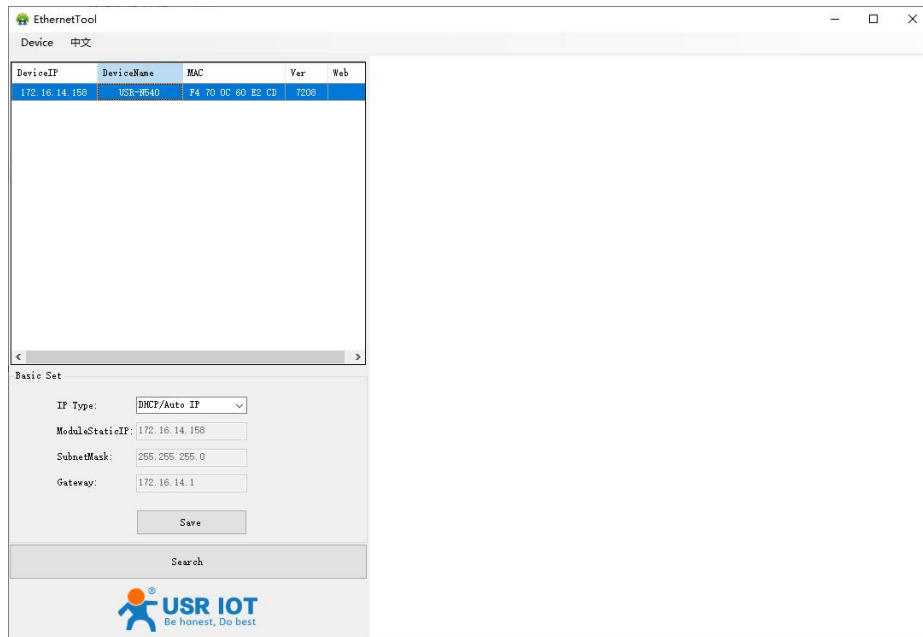 EthernetTool
Device 中文
DeviceIP DeviceName MAC Ver Web
172.16.14.158 USR-N540 F4 70 0C 60 E2 CD 7208
Basic Set
IP Type: DHCP/Auto IP
ModuleStaticIP: 172.16.14.158
SubnetMask: 255.255.255.0
Gateway: 172.16.14.1
Save
Search
®
USR IOT
Be honest, Do best